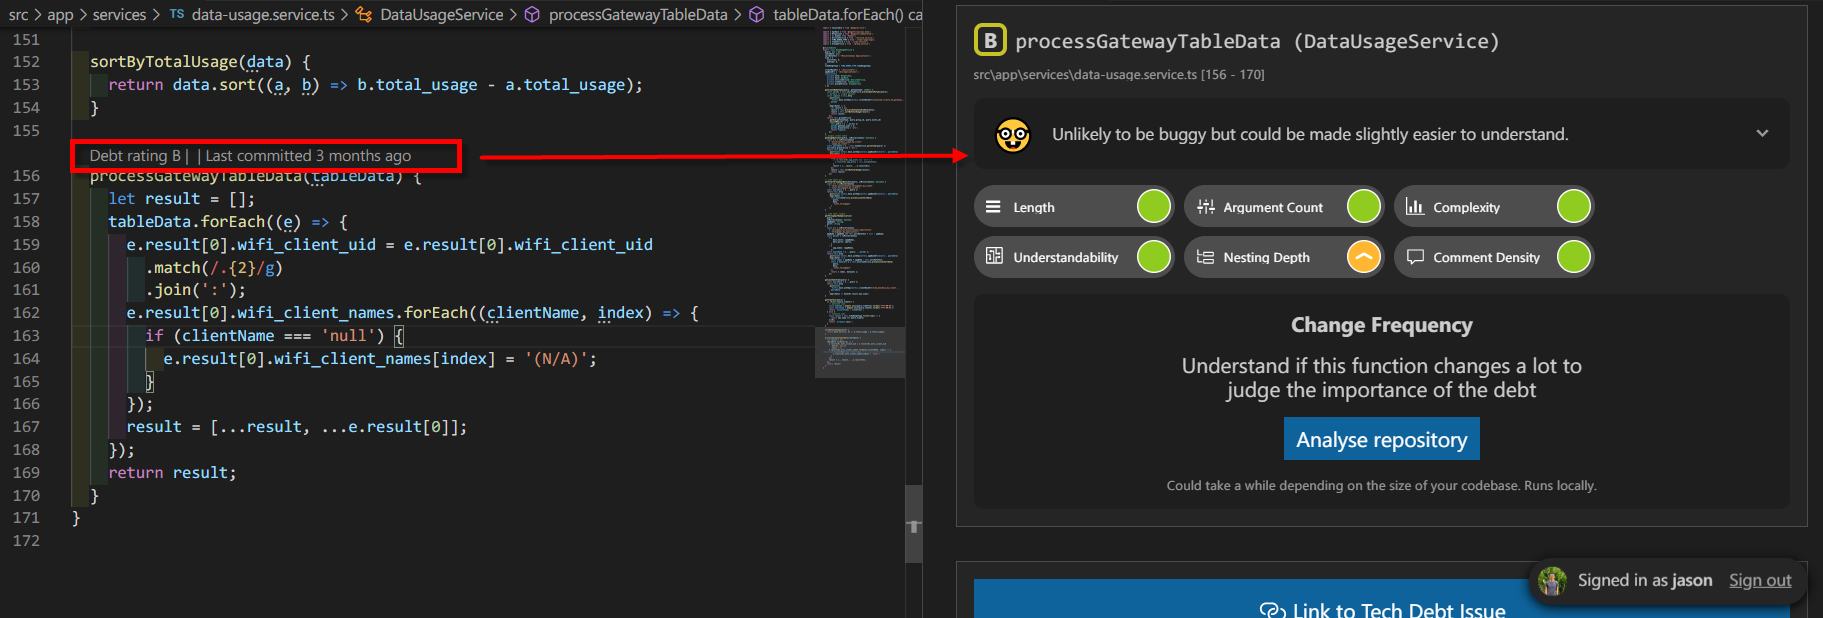 src > app > services > TS data-usage.service.ts > DataUsageService > processGatewayTableData > tableData.forEach() ca
151
152 sortByTotalUsage(data) {
153 return data.sort((a, b) => b.total_usage - a.total_usage);
154 }
155
Debt rating B | | Last committed 3 months ago
156 processGatewayTableData(tableData) {
157 let result = [];
158 tableData.forEach((e) => {
159 e.result[0].wifi_client_uid = e.result[0].wifi_client_uid
160 .match(/.{2}/g)
161 .join(':');
162 e.result[0].wifi_client_names.forEach((clientName, index) => {
163 if (clientName === 'null') {
164 e.result[0].wifi_client_names[index] = '(N/A)';
165 }
166 });
167 result = [...result, ...e.result[0]];
168 });
169 return result;
170 }
171 }
172
B processGatewayTableData (DataUsageService)
src\app\services\data-usage.service.ts [156 - 170]
Unlikely to be buggy but could be made slightly easier to understand.
Length Argument Count Complexity
Understandability Nesting Depth Comment Density
Change Frequency
Understand if this function changes a lot to
judge the importance of the debt
Analyse repository
Could take a while depending on the size of your codebase. Runs locally.
Signed in as jason Sign out
Link to Tech Debt Issue